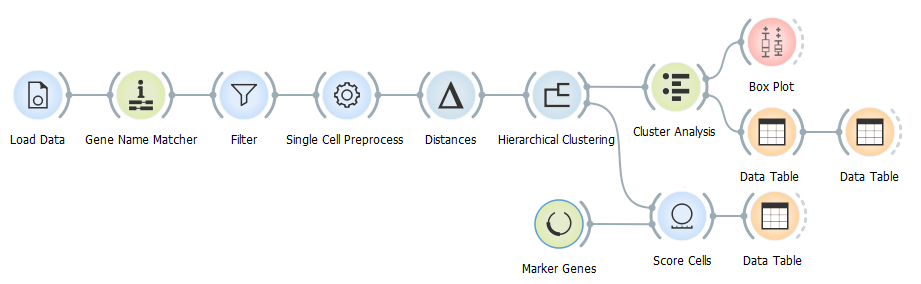 Box Plot
Load Data
Gene Name Matcher
Filter
Single Cell Preprocess
Distances
Hierarchical Clustering
Cluster Analysis
Data Table
Data Table
Marker Genes
Score Cells
Data Table